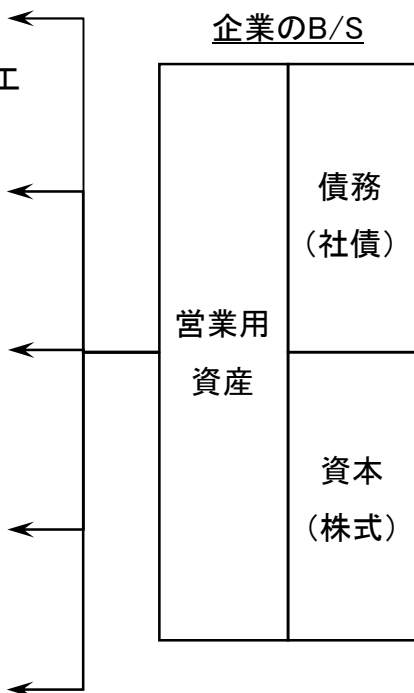 企業のB/S
エ
債務
（社債）
営業用
資産
資本
（株式）